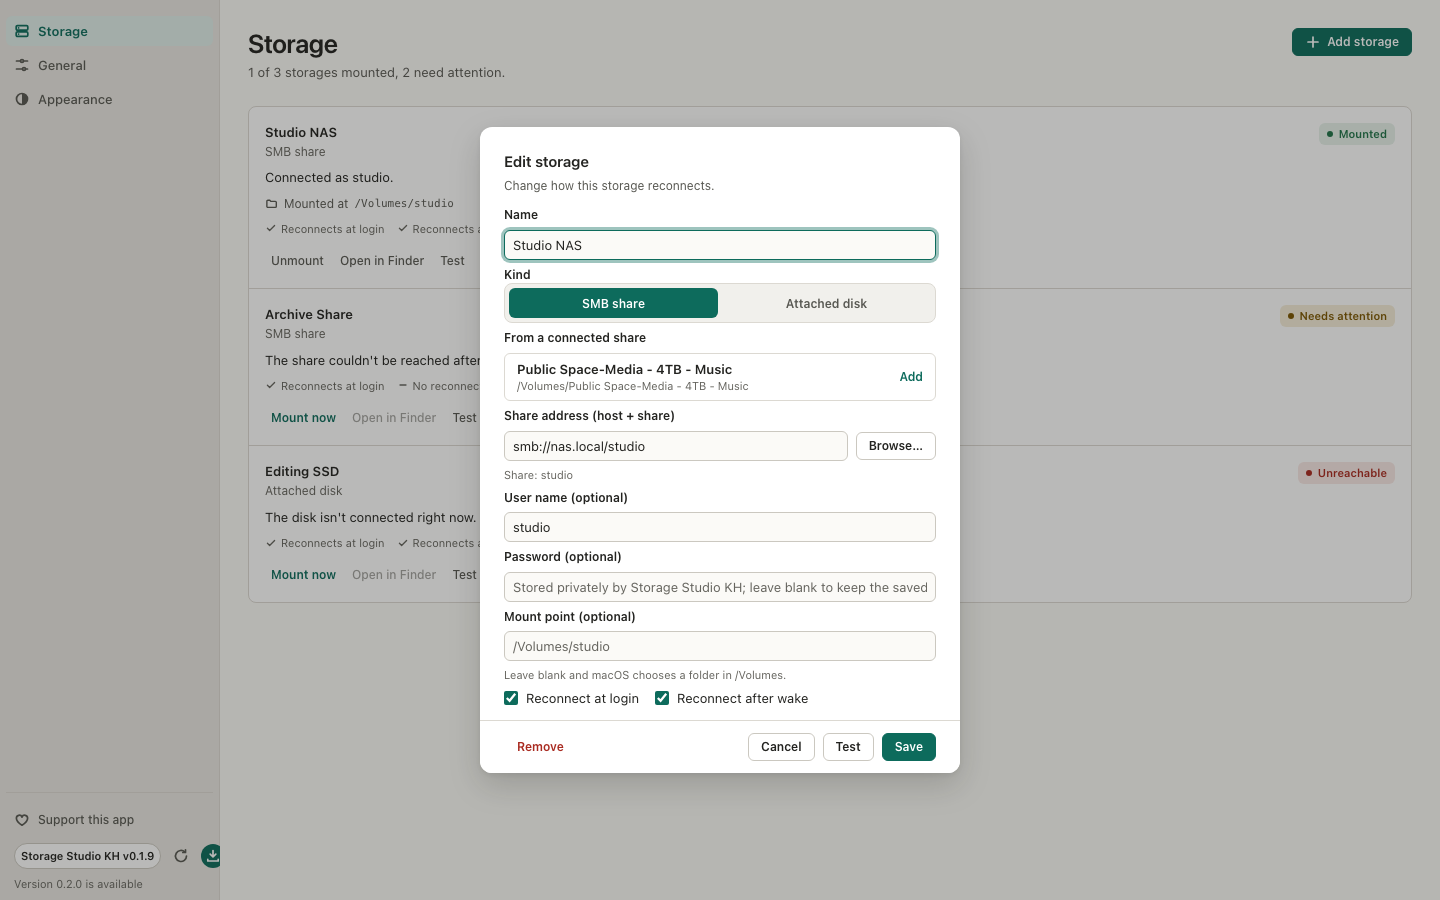 Storage
General
Appearance
Storage
1 of 3 storages mounted, 2 need attention.
Add storage
Studio NAS
SMB share
Connected as studio.
Mounted at /Volumes/studio
Reconnects at login
Unmount Open in Finder Test
Mounted
Archive Share
SMB share
The share couldn't be reached after
Reconnects at login No reconnec
Mount now Open in Finder Test
Needs attention
Editing SSD
Attached disk
The disk isn't connected right now.
Reconnects at login
Mount now Open in Finder Test
Unreachable
Edit storage
Change how this storage reconnects.
Name
Studio NAS
Kind
SMB share Attached disk
From a connected share
Public Space-Media - 4TB - Music
/Volumes/Public Space-Media - 4TB - Music
Add
Share address (host + share)
smb://nas.local/studio
Browse...
Share: studio
User name (optional)
studio
Password (optional)
Stored privately by Storage Studio KH; leave blank to keep the saved
Mount point (optional)
/Volumes/studio
Leave blank and macOS chooses a folder in /Volumes.
Reconnect at login Reconnect after wake
Remove Cancel Test Save
Support this app
Storage Studio KH v0.1.9
Version 0.2.0 is available